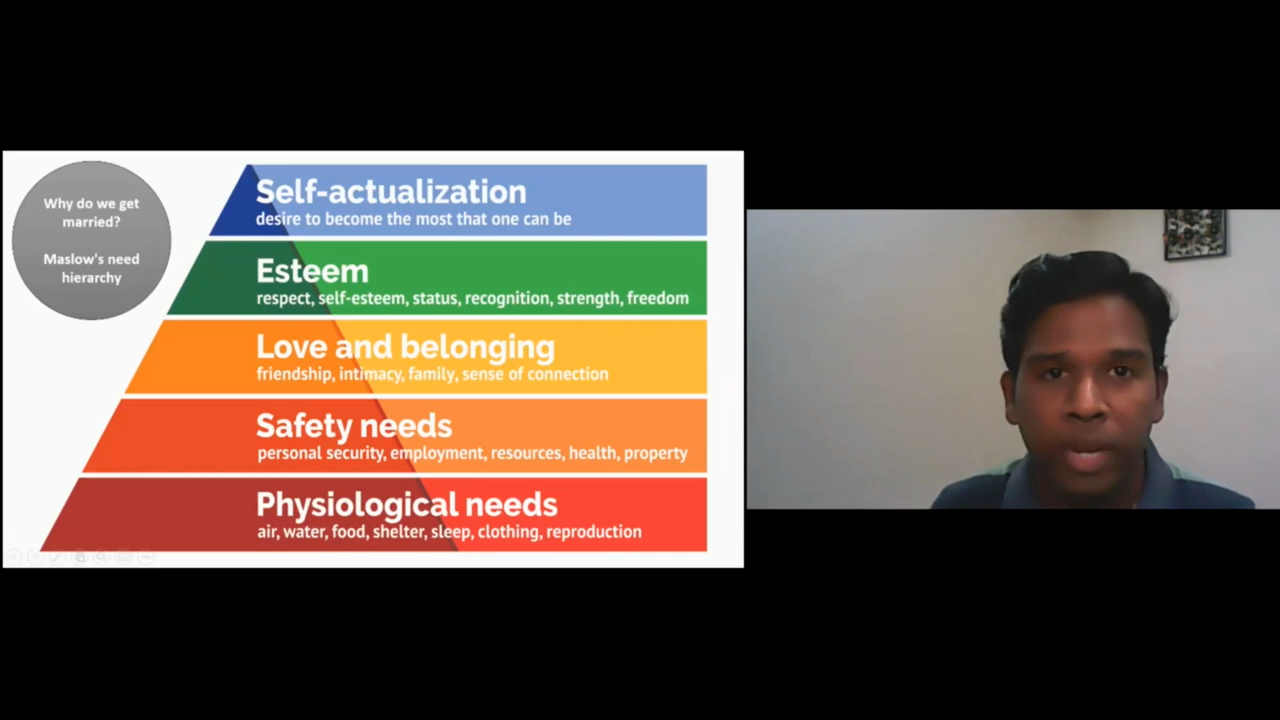 Why do we get
married?
Maslow's need
hierarchy
Self-actualization
desire to become the most that one can be
Esteem
respect, self-esteem, status, recognition, strength, freedom
Love and belonging
friendship, intimacy, family, sense of connection
Safety needs
personal security, employment, resources, health, property
Physiological needs
air, water, food, shelter, sleep, clothing, reproduction